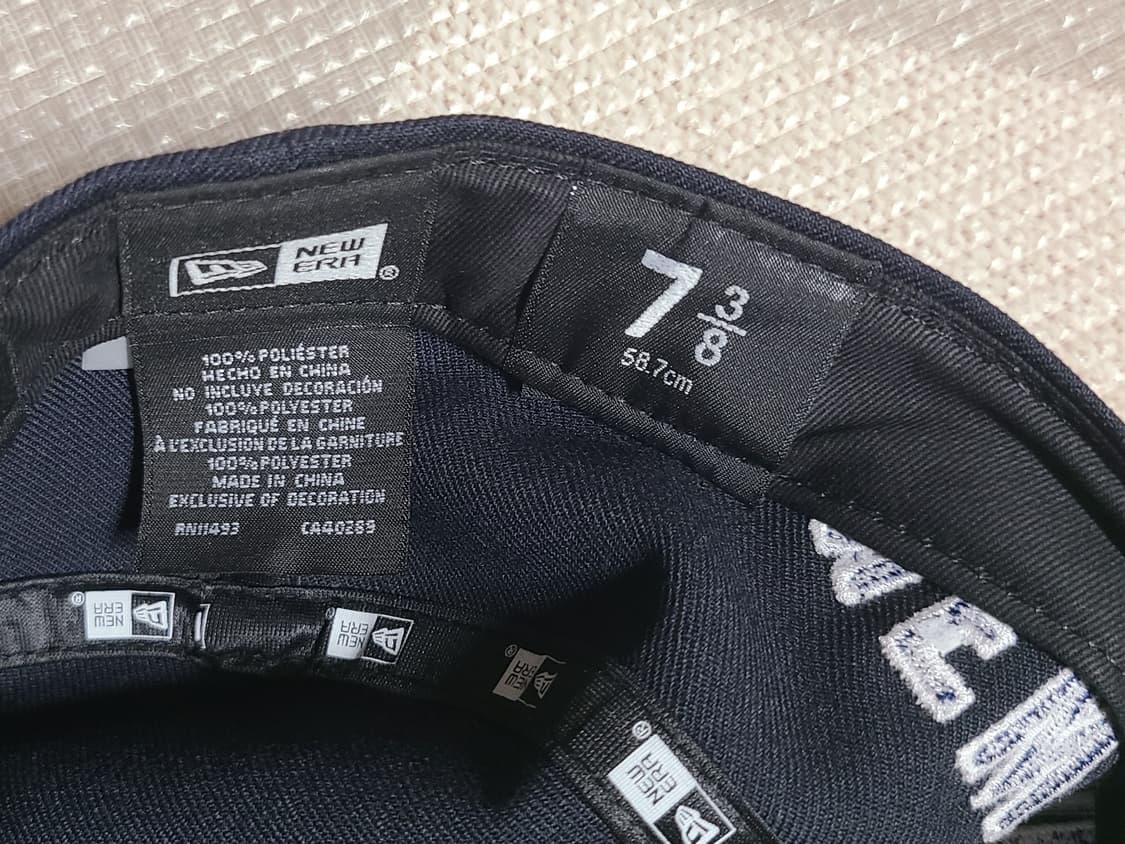 NEW
ERA
®
7 3/8
58.7cm
100% POLIÉSTER
HECHO EN CHINA
NO INCLUYE DECORACIÓN
100% POLYESTER
FABRIQUÉ EN CHINE
À L'EXCLUSION DE LA GARNITURE
100% POLYESTER
MADE IN CHINA
EXCLUSIVE OF DECORATION
RN11493 CA40289
NEW
ERA
®
NEW
ERA
®
NEW
ERA
®
NEW
ERA
®